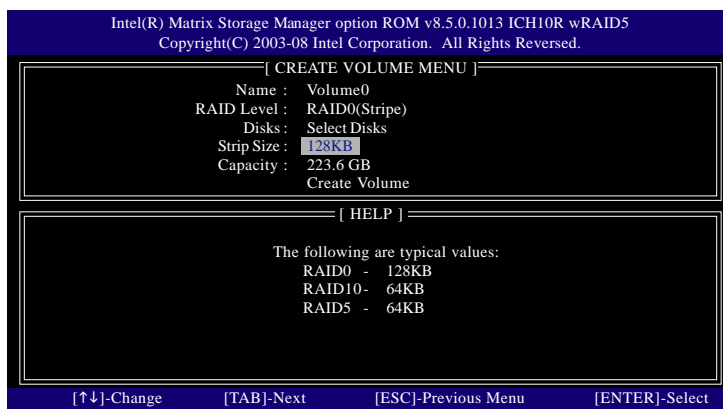 Intel(R) Matrix Storage Manager option ROM v8.5.0.1013 ICH10R wRAID5
Copyright(C) 2003-08 Intel Corporation. All Rights Reversed.
[ CREATE VOLUME MENU ]
Name : Volume0
RAID Level : RAID0(Stripe)
Disks : Select Disks
Strip Size : 128KB
Capacity : 223.6 GB
Create Volume
[ HELP ]
The following are typical values:
RAID0 - 128KB
RAID10- 64KB
RAID5 - 64KB
[↑↓]-Change [TAB]-Next [ESC]-Previous Menu [ENTER]-Select